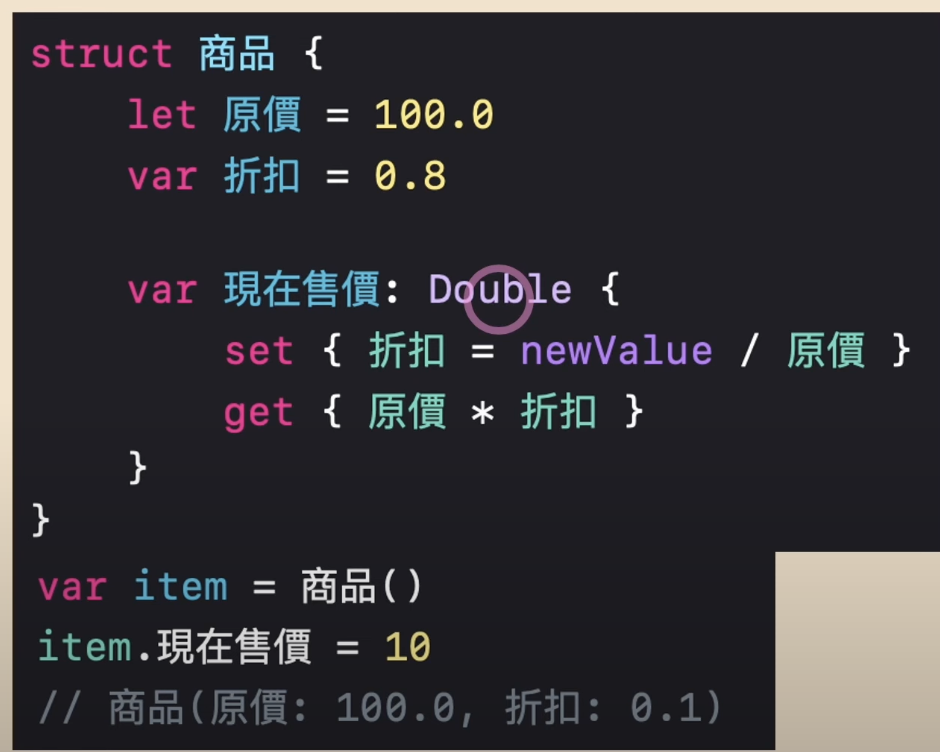 struct 商品 {
    let 原價 = 100.0
    var 折扣 = 0.8
    var 現在售價: Double {
        set { 折扣 = newValue / 原價 }
        get { 原價 * 折扣 }
    }
}
var item = 商品()
item.現在售價 = 10
// 商品(原價: 100.0, 折扣: 0.1)